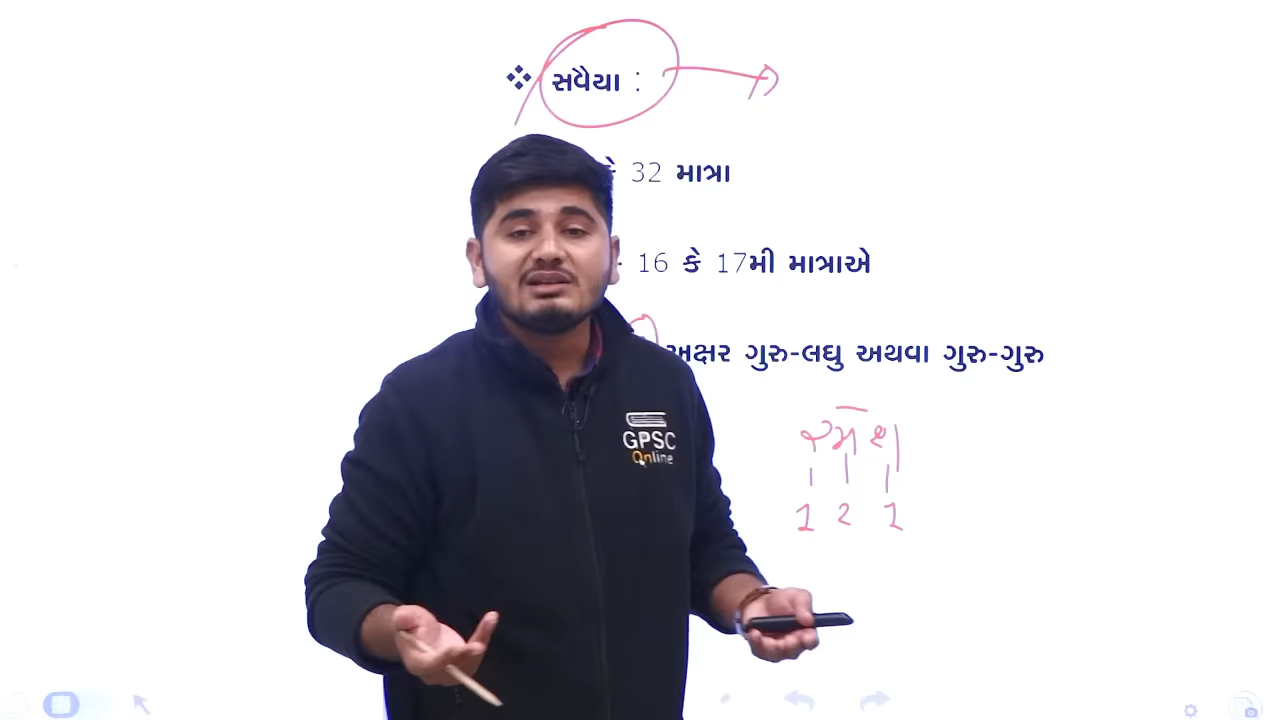 ❖ સવૈયા :
કે 32 માત્રા
- 16 કે 17મી માત્રાએ
અક્ષર ગુરુ-લઘુ અથવા ગુરુ-ગુરુ
GPSC
Online
1 2 1